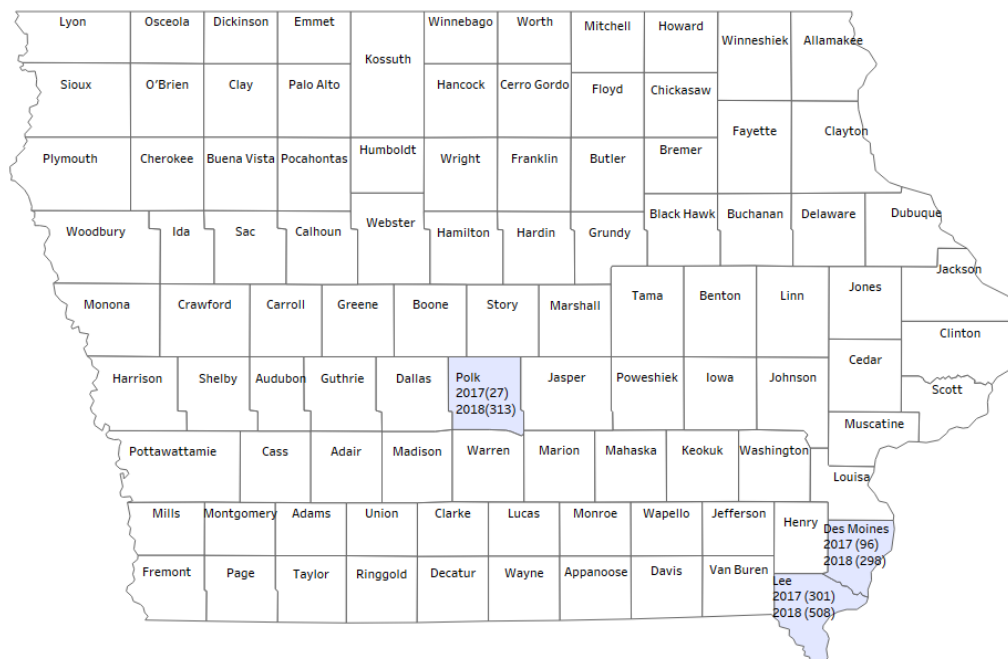 Lyon
Osceola
Dickinson
Emmet
Kossuth
Winnebago
Worth
Mitchell
Howard
Winneshiek
Allamakee
Sioux
O'Brien
Clay
Palo Alto
Hancock
Cerro Gordo
Floyd
Chickasaw
Fayette
Clayton
Plymouth
Cherokee
Buena Vista
Pocahontas
Humboldt
Wright
Franklin
Butler
Bremer
Woodbury
Ida
Sac
Calhoun
Webster
Hamilton
Hardin
Grundy
Black Hawk
Buchanan
Delaware
Dubuque
Monona
Crawford
Carroll
Greene
Boone
Story
Marshall
Tama
Benton
Linn
Jones
Jackson
Clinton
Harrison
Shelby
Audubon
Guthrie
Dallas
Polk
2017(27)
2018(313)
Jasper
Poweshiek
Iowa
Johnson
Cedar
Scott
Muscatine
Pottawattamie
Cass
Adair
Madison
Warren
Marion
Mahaska
Keokuk
Washington
Louisa
Mills
Montgomery
Adams
Union
Clarke
Lucas
Monroe
Wapello
Jefferson
Henry
Des Moines
2017 (96)
2018 (298)
Fremont
Page
Taylor
Ringgold
Decatur
Wayne
Appanoose
Davis
Van Buren
Lee
2017 (301)
2018 (508)